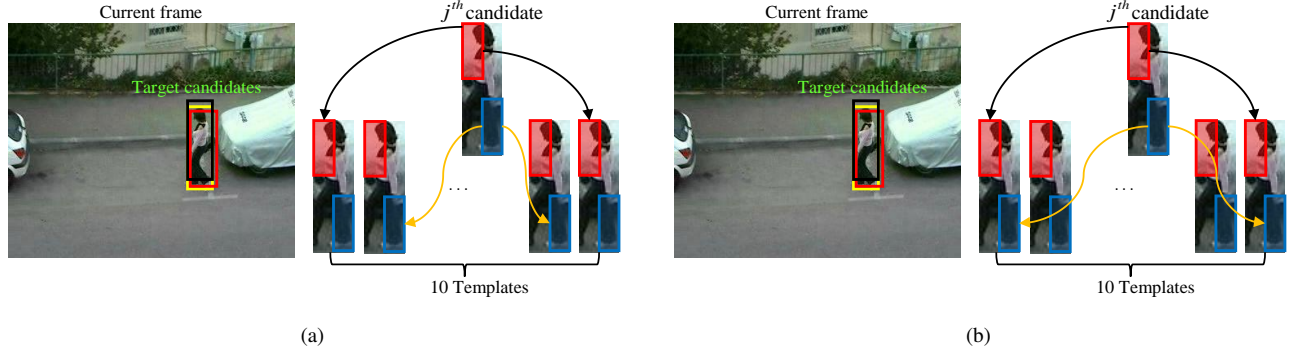 Current frame
j^th candidate
Target candidates
...
10 Templates
(a)
Current frame
j^th candidate
Target candidates
...
10 Templates
(b)